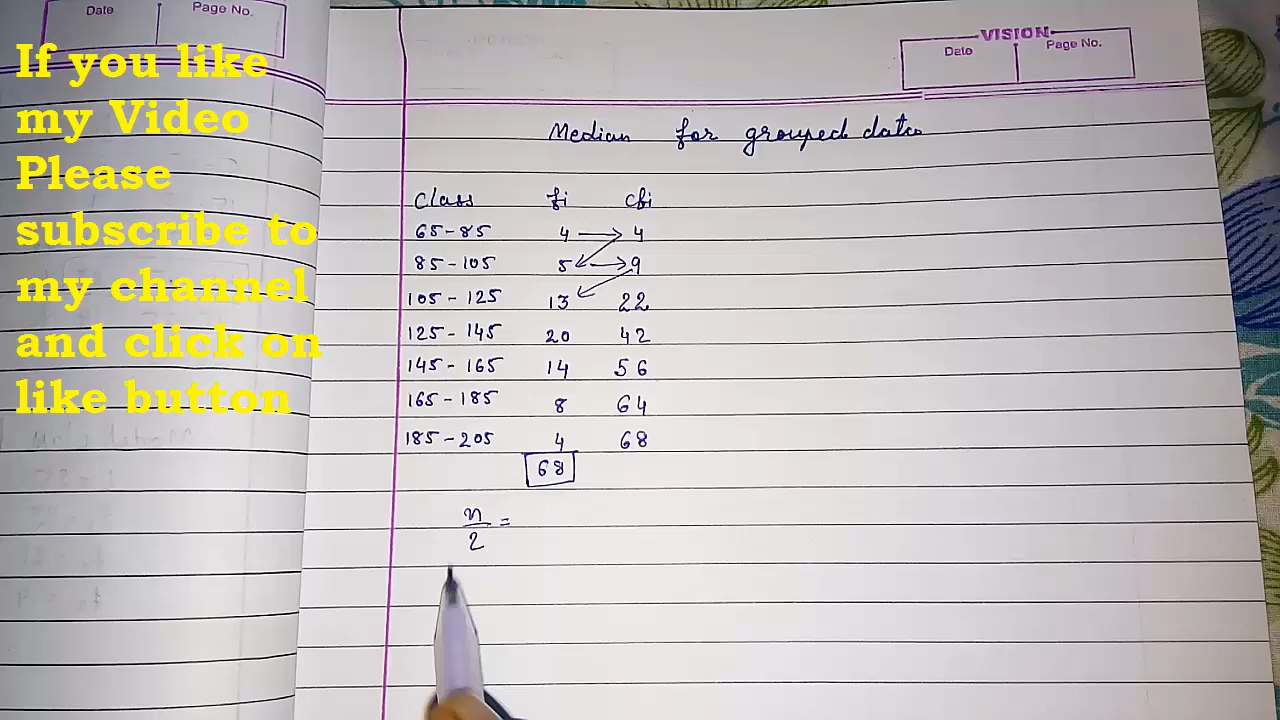 Date Page No.
If you like
my Video
Please
subscribe to
my channel
and click on
like button
VISION
Date Page No.
Median for grouped data
Class fi cfi
65-85 4 4
85-105 5 9
105-125 13 22
125-145 20 42
145-165 14 56
165-185 8 64
185-205 4 68
68
n/2 =